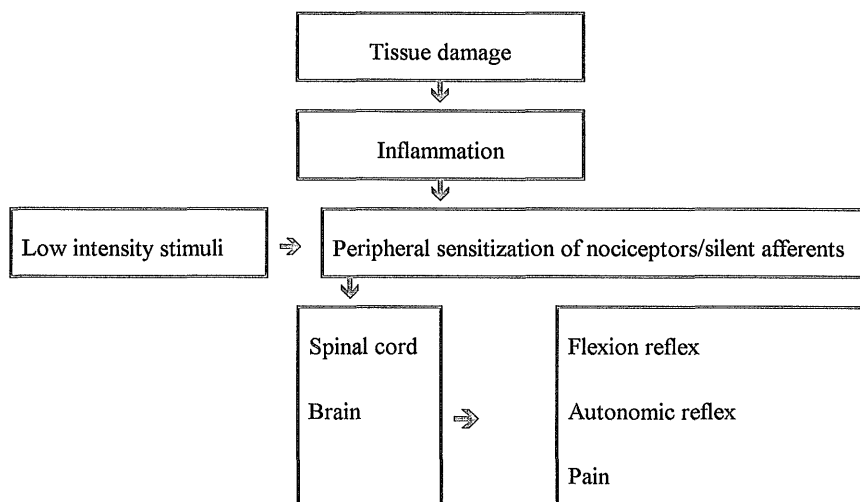 Tissue damage
Inflammation
Low intensity stimuli
Peripheral sensitization of nociceptors/silent afferents
Spinal cord
Brain
Flexion reflex
Autonomic reflex
Pain